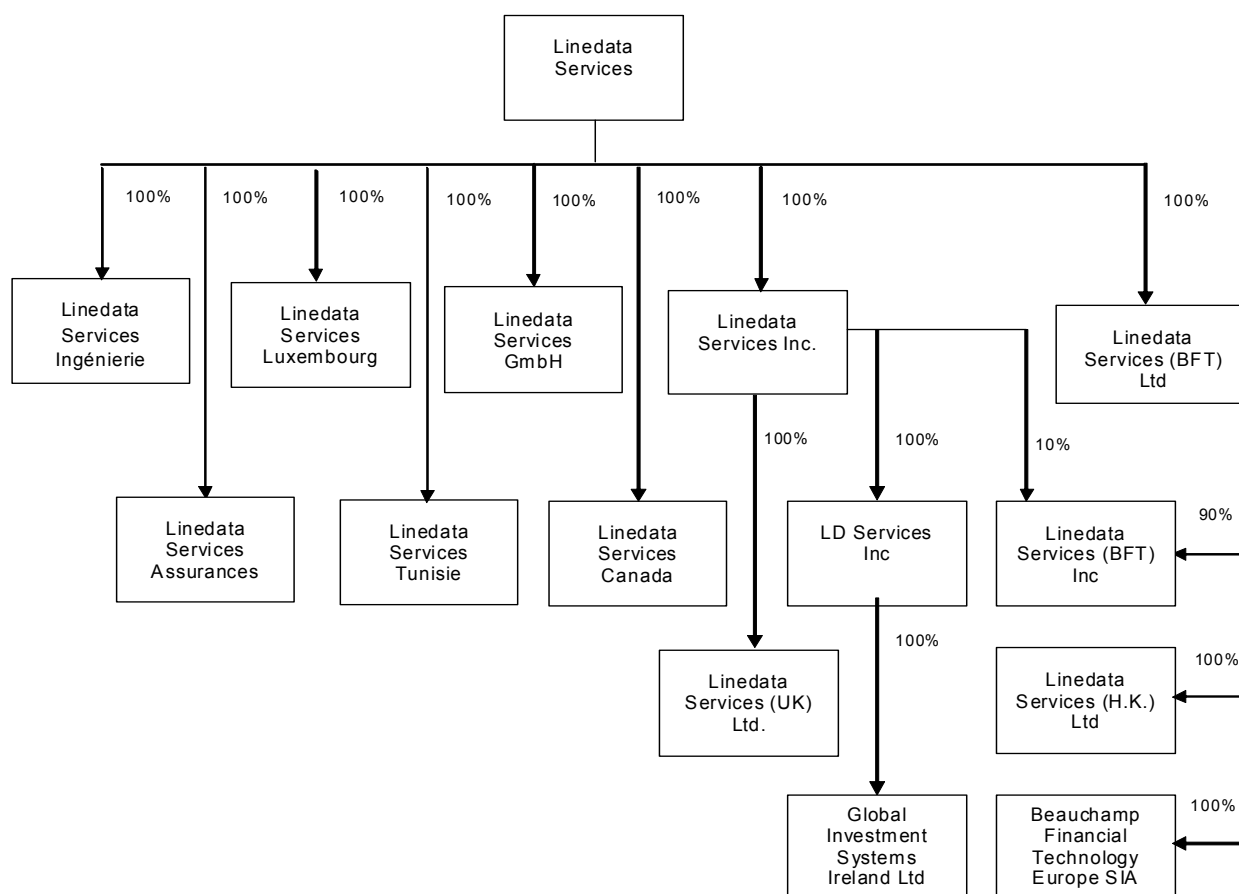 Linedata
Services
100%
100%
100%
100%
100%
100%
100%
100%
Linedata
Services
Ingénierie
Linedata
Services
Luxembourg
Linedata
Services
GmbH
Linedata
Services Inc.
Linedata
Services (BFT)
Ltd
100%
100%
10%
Linedata
Services
Assurances
Linedata
Services
Tunisie
Linedata
Services
Canada
LD Services
Inc
Linedata
Services (BFT)
Inc
90%
100%
Linedata
Services (UK)
Ltd.
Linedata
Services (H.K.)
Ltd
100%
Global
Investment
Systems
Ireland Ltd
Beauchamp
Financial
Technology
Europe SIA
100%